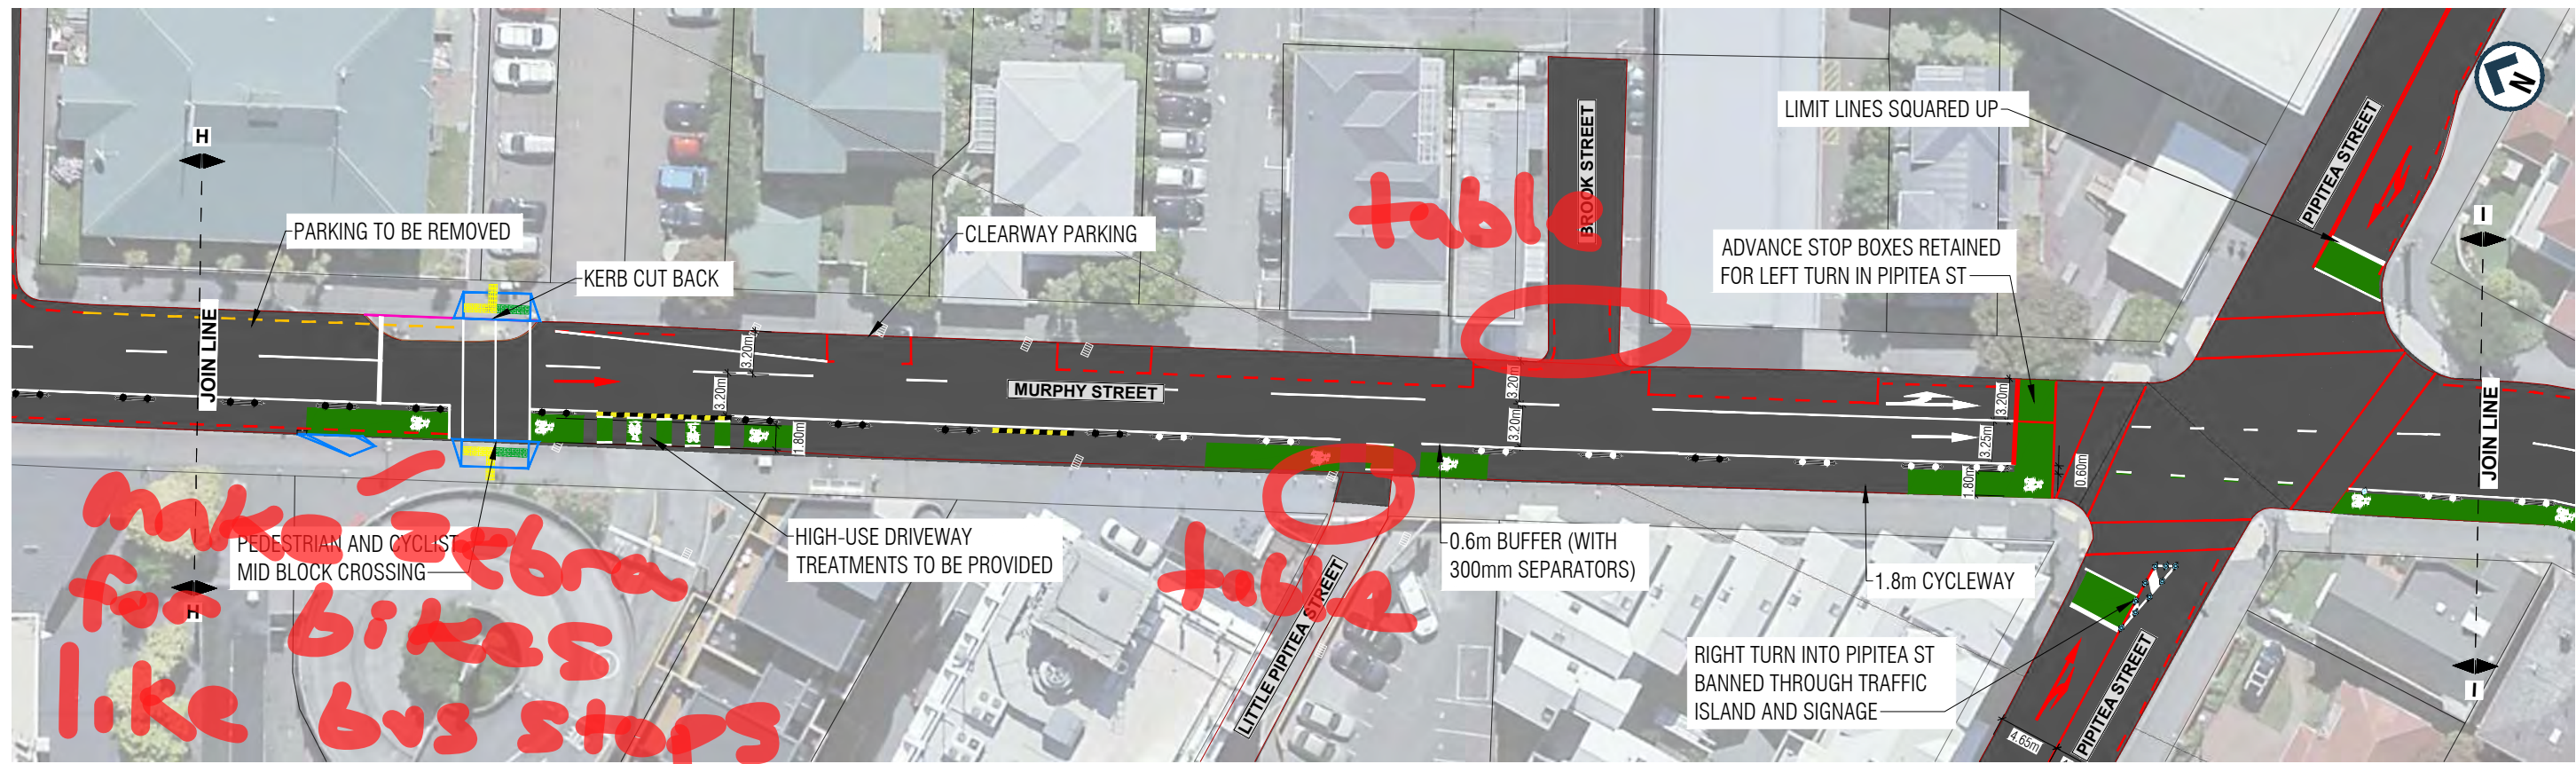 H
PARKING TO BE REMOVED
KERB CUT BACK
CLEARWAY PARKING
table
BROOK STREET
LIMIT LINES SQUARED UP
ADVANCE STOP BOXES RETAINED
FOR LEFT TURN IN PIPITEA ST
PIPITEA STREET
N
I
JOIN LINE
3.20m
3.20m
MURPHY STREET
3.20m
3.20m
3.20m
3.25m
JOIN LINE
1.80m
1.80m
0.60m
make zebra
for bikes
like bus stops
PEDESTRIAN AND CYCLIST
MID BLOCK CROSSING
H
HIGH-USE DRIVEWAY
TREATMENTS TO BE PROVIDED
table
LITTLE PIPITEA STREET
0.6m BUFFER (WITH
300mm SEPARATORS)
1.8m CYCLEWAY
RIGHT TURN INTO PIPITEA ST
BANNED THROUGH TRAFFIC
ISLAND AND SIGNAGE
4.65m
PIPITEA STREET
I